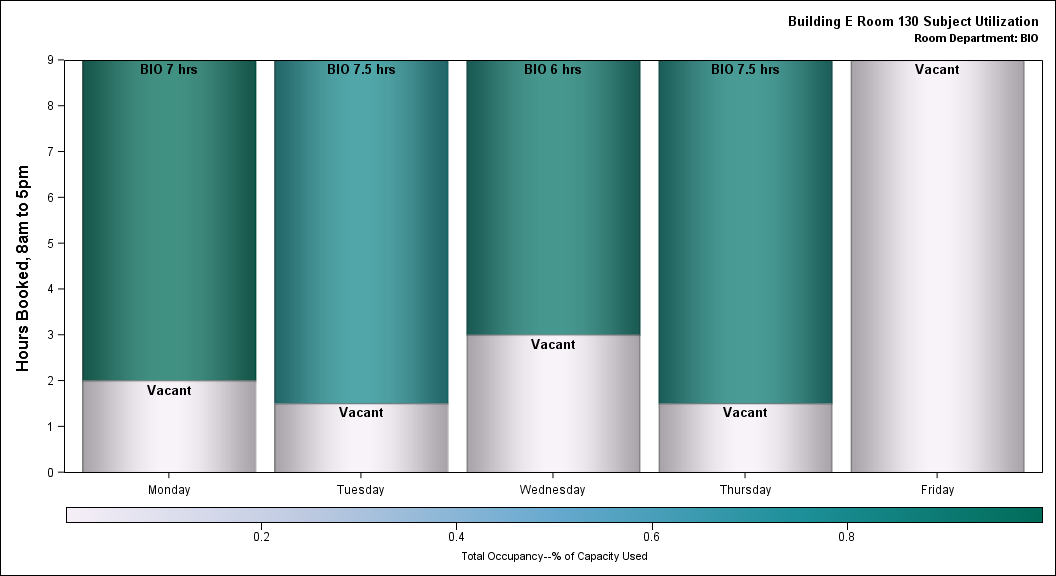 Building E Room 130 Subject Utilization
Room Department: BIO
Hours Booked, 8am to 5pm
9
8
7
6
5
4
3
2
1
0
BIO 7 hrs
BIO 7.5 hrs
BIO 6 hrs
BIO 7.5 hrs
Vacant
Vacant
Vacant
Vacant
Vacant
Monday
Tuesday
Wednesday
Thursday
Friday
0.2
0.4
0.6
0.8
Total Occupancy--% of Capacity Used